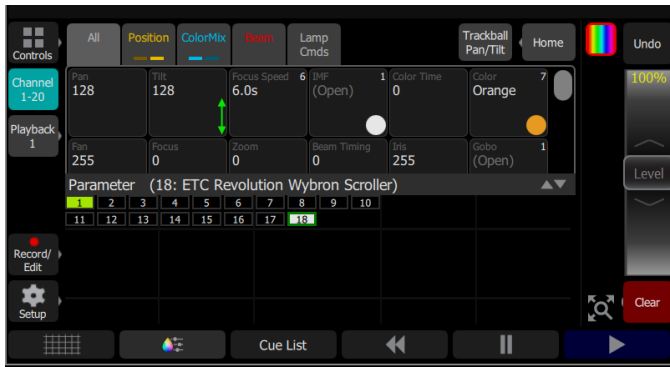 Controls
All
Position
ColorMix
Beam
Lamp
Cmds
Trackball
Pan/Tilt
Home
Undo
Channel
1-20
Pan
128
Tilt
128
Focus Speed 6
6.0s
IMF 1
(Open)
Color Time
0
Color 7
Orange
100%
Playback
1
Fan
255
Focus
0
Zoom
0
Beam Timing
0
Iris
255
Gobo 1
(Open)
Level
Parameter (18: ETC Revolution Wybron Scroller)
1 2 3 4 5 6 7 8 9 10
11 12 13 14 15 16 17 18
Record/
Edit
Setup
Clear
Cue List